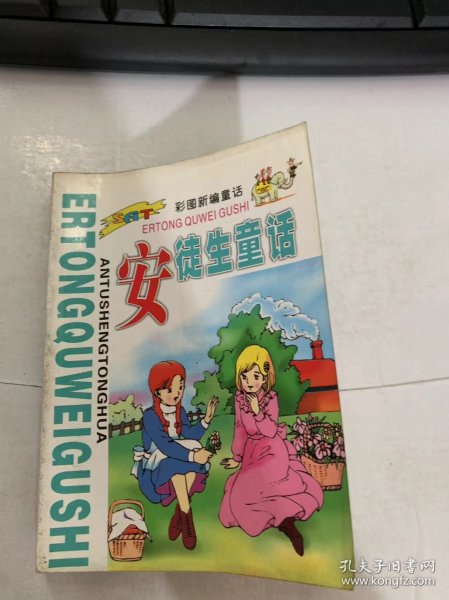 SAT
彩图新编童话
ERTONG QUWEI GUSHI
安徒生童话
ERTONGQUWEIGUSHI
ANTUSHENGTONGHUA
孔夫子旧书网
www.kongfz.com